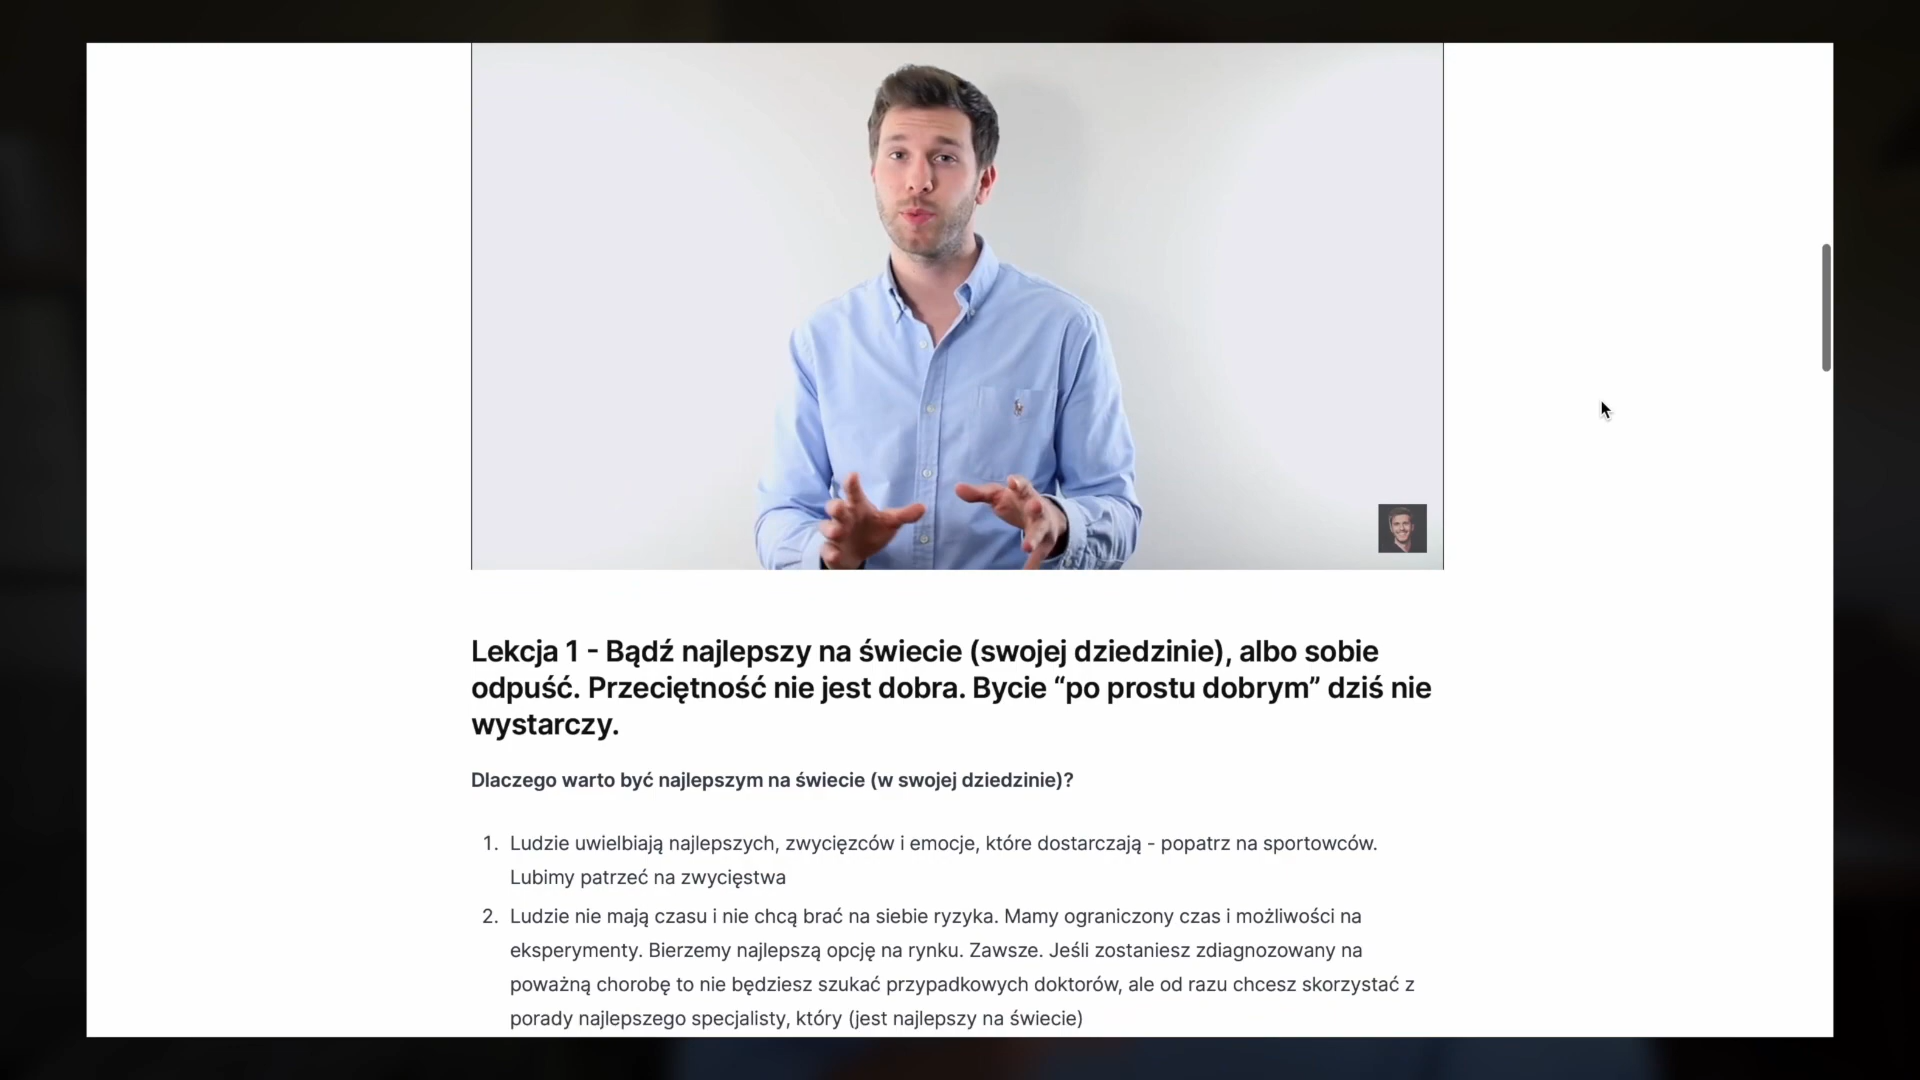 Lekcja 1 - Bądź najlepszy na świecie (swojej dziedzinie), albo sobie
odpuść. Przeciętność nie jest dobra. Bycie “po prostu dobrym” dziś nie
wystarczy.
Dlaczego warto być najlepszym na świecie (w swojej dziedzinie)?
1. Ludzie uwielbiają najlepszych, zwycięzców i emocje, które dostarczają - popatrz na sportowców.
Lubimy patrzeć na zwycięstwa
2. Ludzie nie mają czasu i nie chcą brać na siebie ryzyka. Mamy ograniczony czas i możliwości na
eksperymenty. Bierzemy najlepszą opcję na rynku. Zawsze. Jeśli zostaniesz zdiagnozowany na
poważną chorobę to nie będziesz szukać przypadkowych doktorów, ale od razu chcesz skorzystać z
porady najlepszego specjalisty, który (jest najlepszy na świecie)